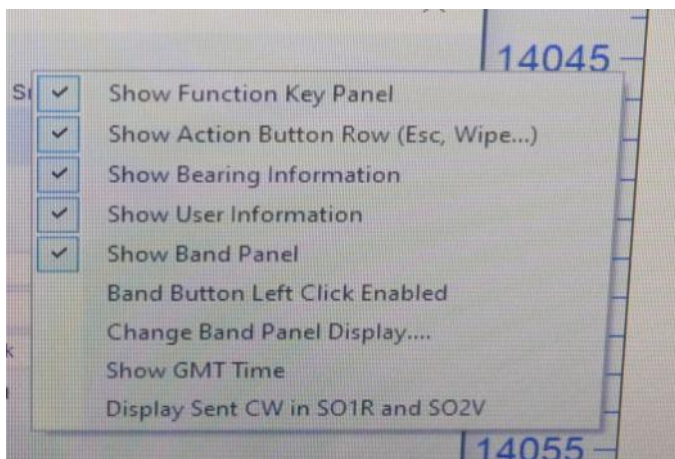 14045
Show Function Key Panel
Show Action Button Row (Esc, Wipe...)
Show Bearing Information
Show User Information
Show Band Panel
Band Button Left Click Enabled
Change Band Panel Display....
Show GMT Time
Display Sent CW in SO1R and SO2V
14055